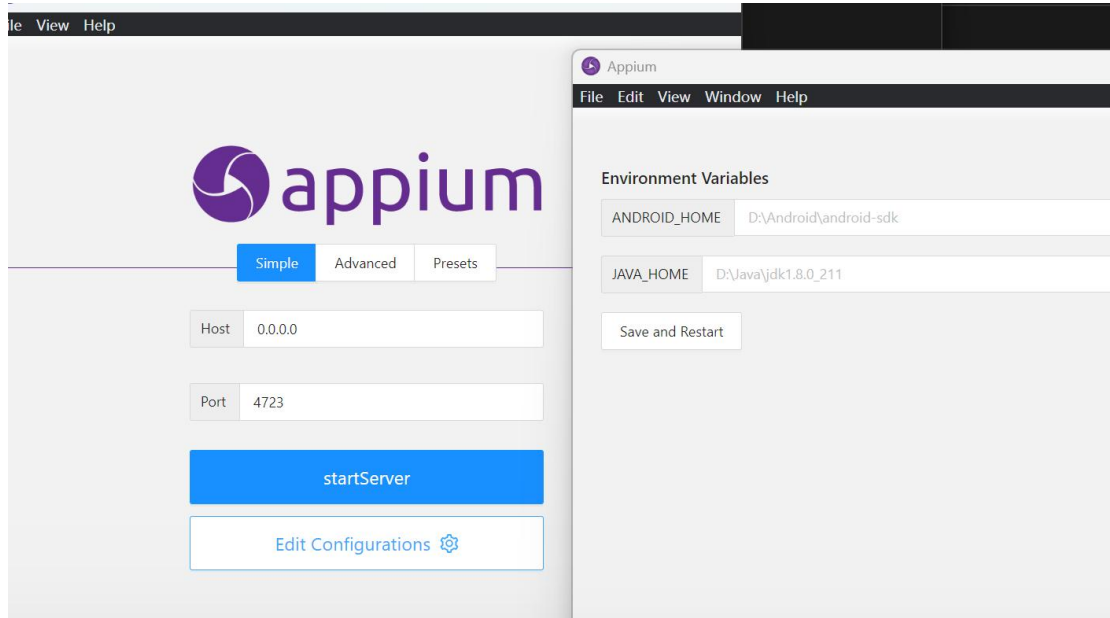 ile View Help
appium
Simple Advanced Presets
Host 0.0.0.0
Port 4723
startServer
Edit Configurations
Appium
File Edit View Window Help
Environment Variables
ANDROID_HOME D:\Android\android-sdk
JAVA_HOME D:\Java\jdk1.8.0_211
Save and Restart